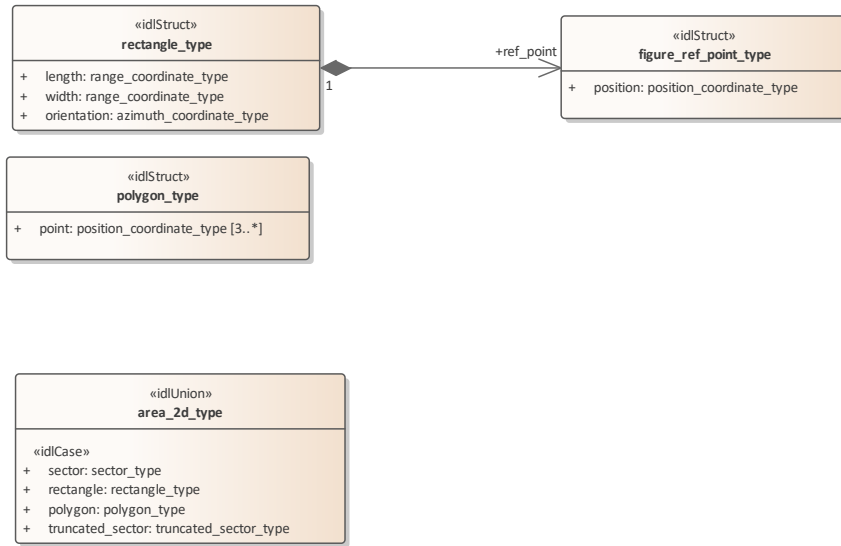 «idlStruct»
rectangle_type
+ length: range_coordinate_type
+ width: range_coordinate_type
+ orientation: azimuth_coordinate_type
1
+ref_point
«idlStruct»
figure_ref_point_type
+ position: position_coordinate_type
«idlStruct»
polygon_type
+ point: position_coordinate_type [3..*]
«idlUnion»
area_2d_type
«idlCase»
+ sector: sector_type
+ rectangle: rectangle_type
+ polygon: polygon_type
+ truncated_sector: truncated_sector_type